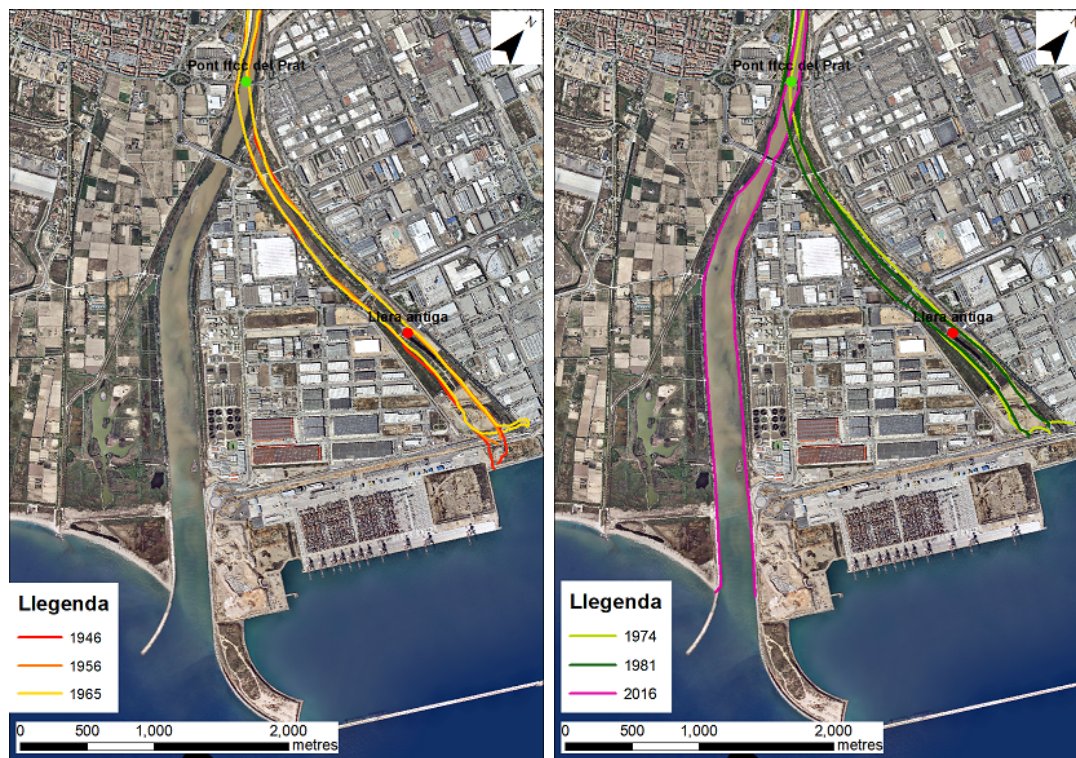 N
Pont ffcc del Prat
Llera antiga
Llegenda
1946
1956
1965
0 500 1,000 2,000
metres
N
Pont ffcc del Prat
Llera antiga
Llegenda
1974
1981
2016
0 500 1,000 2,000
metres